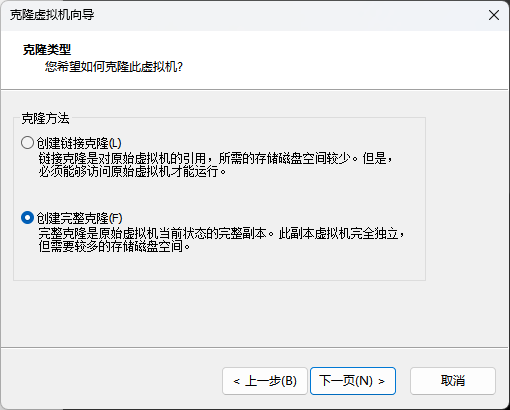 克隆虚拟机向导
克隆类型
您希望如何克隆此虚拟机?
克隆方法
创建链接克隆(L)
链接克隆是对原始虚拟机的引用，所需的存储磁盘空间较少。但是，
必须能够访问原始虚拟机才能运行。
创建完整克隆(F)
完整克隆是原始虚拟机当前状态的完整副本。此副本虚拟机完全独立，
但需要较多的存储磁盘空间。
< 上一步(B) 下一页(N) > 取消